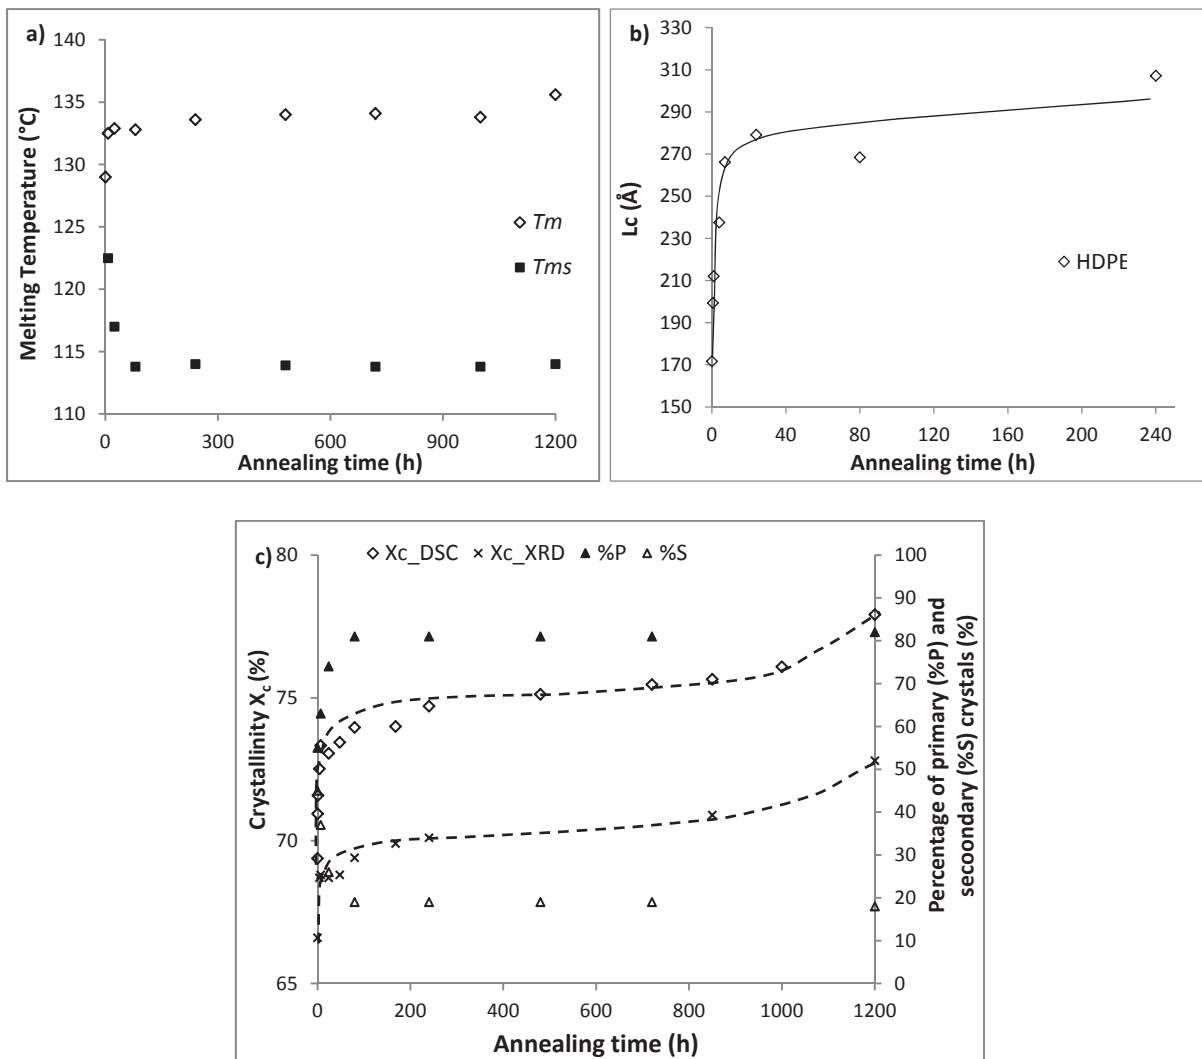 a)
140
135
130
125
120
115
110
Melting Temperature (°C)
Tm
Tms
0
300
600
900
1200
Annealing time (h)
b)
330
310
290
270
250
230
210
190
170
150
Lc (Å)
HDPE
0
40
80
120
160
200
240
Annealing time (h)
c)
Xc_DSC
Xc_XRD
%P
%S
80
75
70
65
Crystallinity Xc (%)
100
90
80
70
60
50
40
30
20
10
0
Percentage of primary (%P) and
secoondary (%S) crystals (%)
0
200
400
600
800
1000
1200
Annealing time (h)